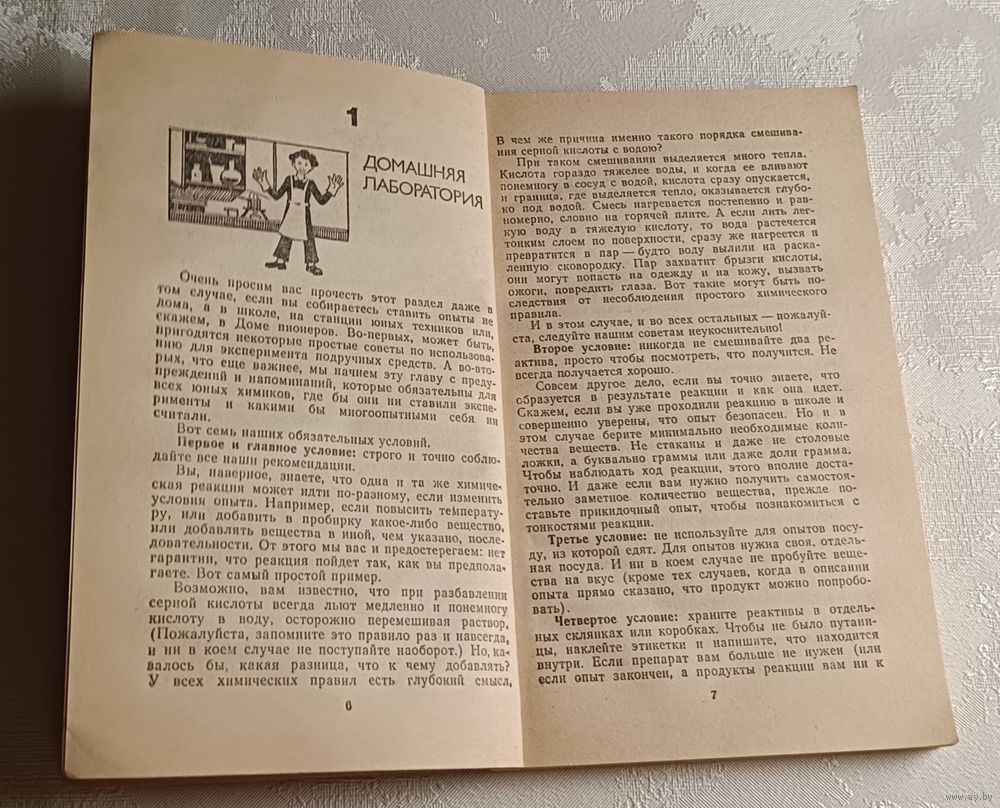 1
ДОМАШНЯЯ
ЛАБОРАТОРИЯ
Очень просим вас прочесть этот раздел даже в
том случае, если вы собираетесь ставить опыты не
дома, а в школе, на станции юных техников или,
скажем, в Доме пионеров. Во-первых, может быть,
пригодятся некоторые простые советы по использова-
нию для эксперимента подручных средств. А во-вто-
рых, что еще важнее, мы начнем эту главу с преду-
преждений и напоминаний, которые обязательны для
всех юных химиков, где бы они ни ставили экспе-
рименты и какими бы многоопытными себя ни
считали.
Вот семь наших обязательных условий.
Первое и главное условие: строго и точно соблю-
дайте все наши рекомендации.
Вы, наверное, знаете, что одна и та же химиче-
ская реакция может идти по-разному, если изменить
условия опыта. Например, если повысить температу-
ру, или добавить в пробирку какое-либо вещество,
или добавлять вещества в иной, чем указано, после-
довательности. От этого мы вас и предостерегаем: нет
гарантии, что реакция пойдет так, как вы предпола-
гаете. Вот самый простой пример.
Возможно, вам известно, что при разбавлении
серной кислоты всегда льют медленно и понемногу
кислоту в воду, осторожно перемешивая раствор.
(Пожалуйста, запомните это правило раз и навсегда,
и ни в коем случае не поступайте наоборот.) Но, ка-
валось бы, какая разница, что к чему добавлять?
У всех химических правил есть глубокий смысл.
6
В чем же причина именно такого порядка смешива-
ния серной кислоты с водою?
При таком смешивании выделяется много тепла.
Кислота гораздо тяжелее воды, и когда ее вливают
понемногу в сосуд с водой, кислота сразу опускается,
и граница, где выделяется тепло, оказывается глубо-
ко под водой. Смесь нагревается постепенно и рав-
номерно, словно на горячей плите. А если лить лег-
кую воду в тяжелую кислоту, то вода растечется
тонким слоем по поверхности, сразу же нагреется и
превратится в пар — будто воду вылили на раска-
ленную сковородку. Пар захватит брызги кислоты,
они могут попасть на одежду и на кожу, вызвать
ожоги, повредить глаза. Вот такие могут быть по-
следствия от несоблюдения простого химического
правила.
И в этом случае, и во всех остальных — пожалуй-
ста, следуйте нашим советам неукоснительно!
Второе условие: никогда не смешивайте два ре-
актива, просто чтобы посмотреть, что получится. Не
всегда получается хорошо.
Совсем другое дело, если вы точно знаете, что
образуется в результате реакции и как она идет.
Скажем, если вы уже проходили реакцию в школе и
совершенно уверены, что опыт безопасен. Но и в
этом случае берите минимально необходимые коли-
чества веществ. Не стаканы и даже не столовые
ложки, а буквально граммы или даже доли грамма.
Чтобы наблюдать ход реакции, этого вполне доста-
точно. И даже если вам нужно получить самостоя-
тельно заметное количество вещества, прежде по-
ставьте прикидочный опыт, чтобы познакомиться с
тонкостями реакции.
Третье условие: не используйте для опытов посу-
ду, из которой едят. Для опытов нужна своя, отдель-
ная посуда. И ни в коем случае не пробуйте веще-
ства на вкус (кроме тех случаев, когда в описании
опыта прямо сказано, что продукт можно попробо-
вать).
Четвертое условие: храните реактивы в отдель-
ных склянках или коробках. Чтобы не было путани-
цы, наклейте этикетки и напишите, что находится
внутри. Если препарат вам больше не нужен (или
если опыт закончен, а продукты реакции вам ни к
7
www.ay.by